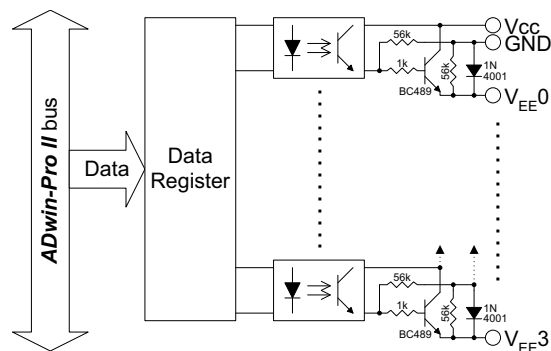 ADwin-Pro II bus
Data
Data
Register
56k
1k
BC489
56k
1N
4001
Vcc
GND
VEE0
56k
1k
BC489
56k
1N
4001
VEE3